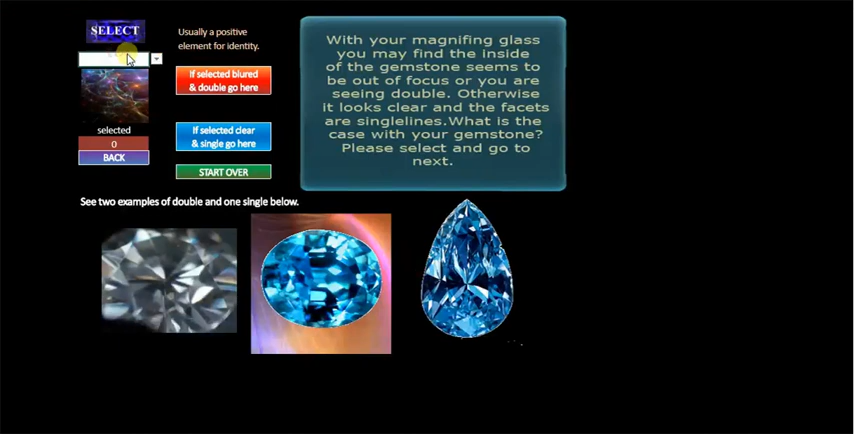 SELECT
Usually a positive
element for identity.
If selected blured
& double go here
selected
0
BACK
If selected clear
& single go here
START OVER
With your magnifing glass
you may find the inside
of the gemstone seems to
be out of focus or you are
seeing double. Otherwise
it looks clear and the facets
are singlelines.What is the
case with your gemstone?
Please select and go to
next.
See two examples of double and one single below.